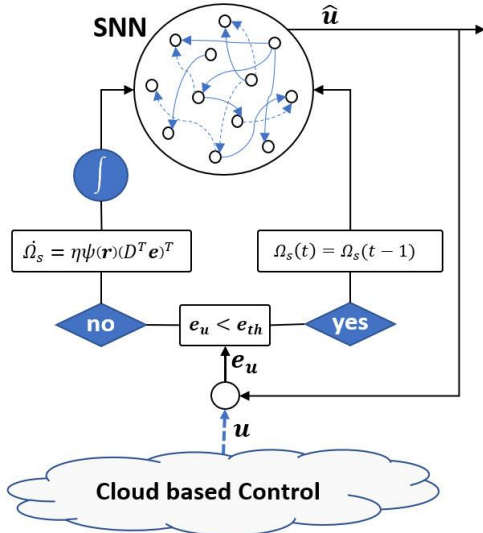 SNN
û
∫
Ω̇ₛ = ηψ(r)(Dᵀe)ᵀ
Ωₛ(t) = Ωₛ(t − 1)
no
eᵤ < eₜₕ
yes
eᵤ
u
Cloud based Control